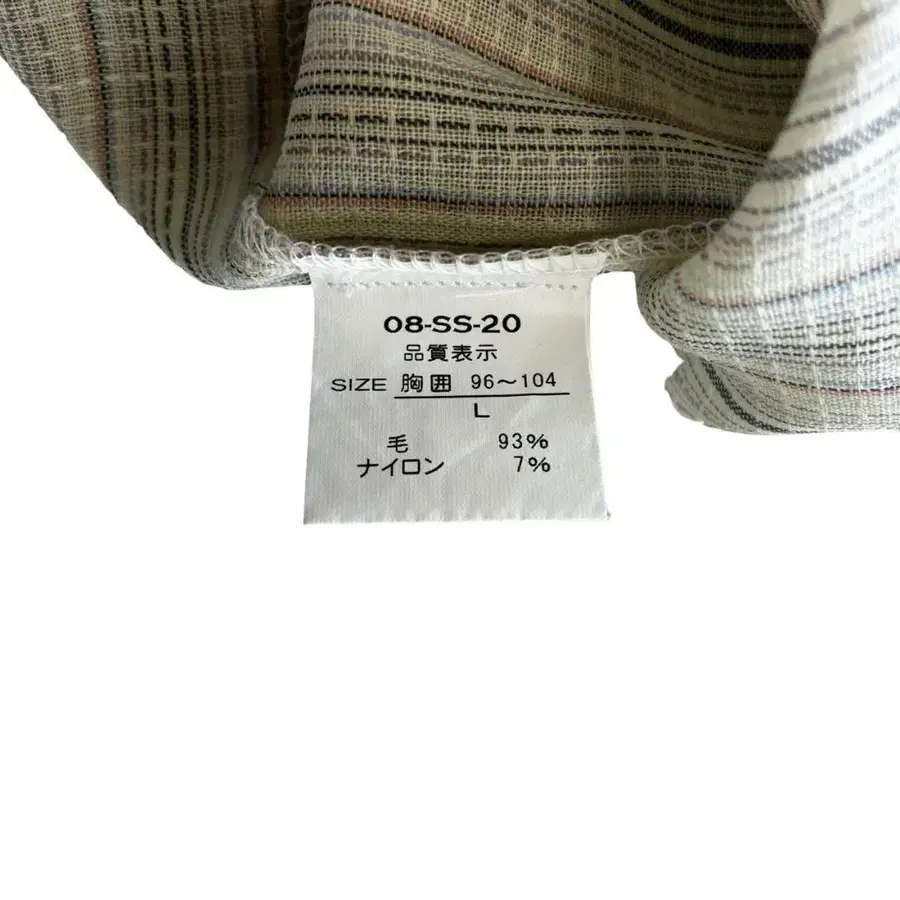 08-SS-20
品質表示
SIZE 胸囲 96〜104
L
毛 93%
ナイロン 7%